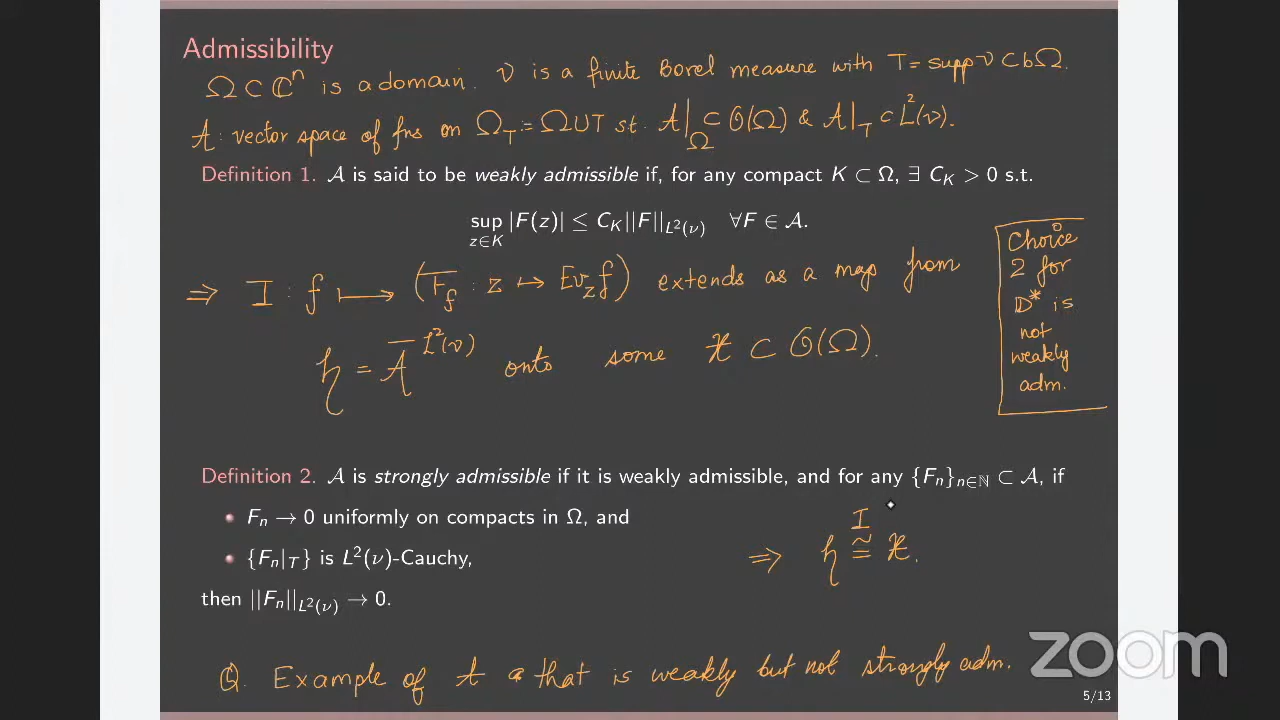 Admissibility
Ω ⊂ ℂⁿ is a domain. ν is a finite Borel measure with T = supp ν ⊂ bΩ.
A : vector space of fns on Ω_T := Ω ∪ T s.t. A|_Ω ⊂ O(Ω) & A|_T ⊂ L²(ν).
Definition 1. A is said to be weakly admissible if, for any compact K ⊂ Ω, ∃ C_K > 0 s.t.
sup_{z∈K} |F(z)| ≤ C_K||F||_{L²(ν)} ∀F ∈ A.
⇒ I : f ⟼ (F_f : z ↦ Ev_z f) extends as a map from
h = A̅^{L²(ν)} onto some H ⊂ O(Ω).
Choice
2 for
D* is
not
weakly
adm.
Definition 2. A is strongly admissible if it is weakly admissible, and for any {F_n}_{n∈ℕ} ⊂ A, if
• F_n → 0 uniformly on compacts in Ω, and
• {F_n|_T} is L²(ν)-Cauchy,
then ||F_n||_{L²(ν)} → 0.
⇒ h ≅^I H.
Q. Example of A that is weakly but not strongly adm.
zoom
5/13